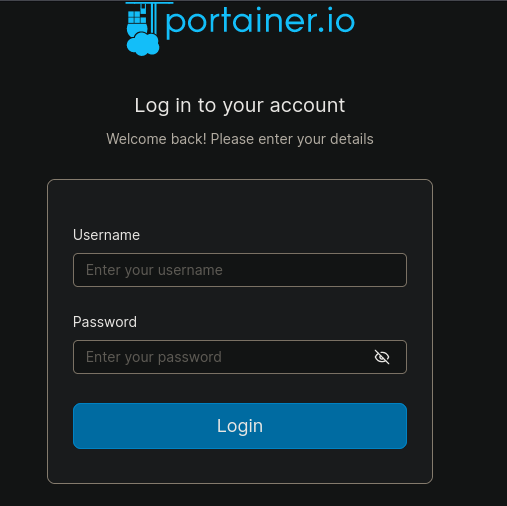 portainer.io
Log in to your account
Welcome back! Please enter your details
Username
Enter your username
Password
Enter your password
Login